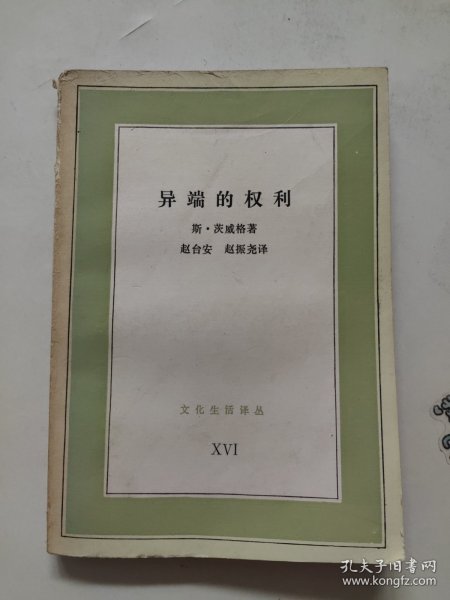 异端的权利
斯·茨威格著
赵台安 赵振尧译
文化生活译丛
XVI
孔夫子旧书网
www.kongfz.com